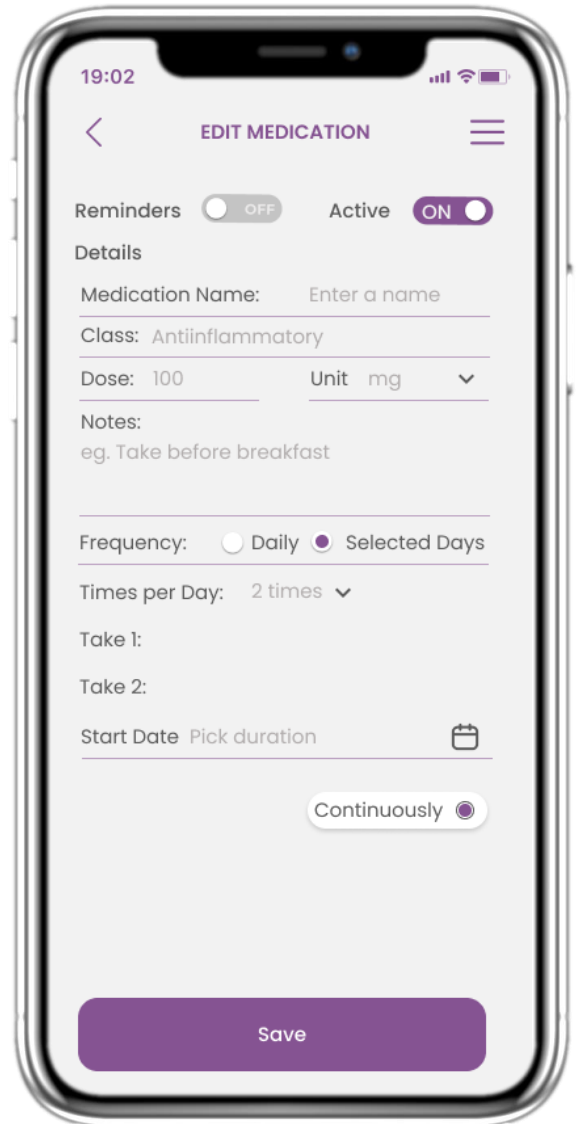 19:02
EDIT MEDICATION
Reminders OFF Active ON
Details
Medication Name: Enter a name
Class: Antiinflammatory
Dose: 100 Unit mg
Notes:
eg. Take before breakfast
Frequency: Daily Selected Days
Times per Day: 2 times
Take 1:
Take 2:
Start Date Pick duration
Continuously
Save